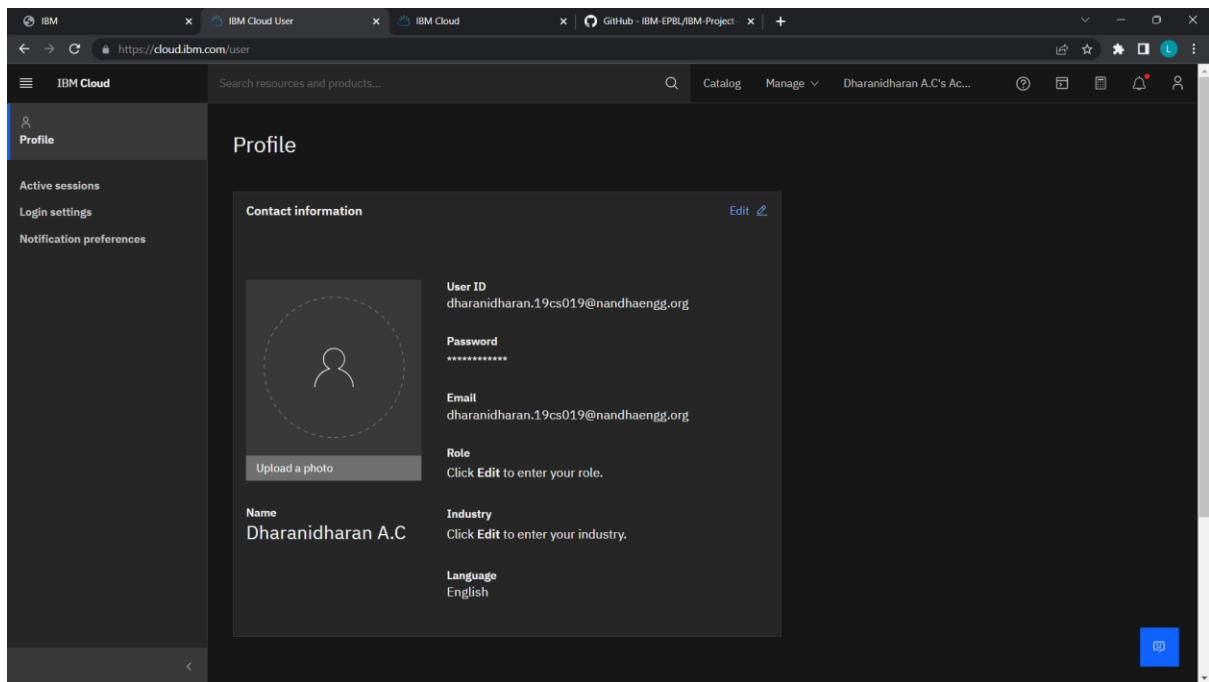 IBM
IBM Cloud User
IBM Cloud
GitHub - IBM-EPBL/IBM-Project-
https://cloud.ibm.com/user
L
IBM Cloud
Search resources and products...
Catalog
Manage
Dharanidharan A.C's Ac...
Profile
Active sessions
Login settings
Notification preferences
Profile
Contact information
Edit
Upload a photo
Name
Dharanidharan A.C
User ID
dharanidharan.19cs019@nandhaengg.org
Password
************
Email
dharanidharan.19cs019@nandhaengg.org
Role
Click Edit to enter your role.
Industry
Click Edit to enter your industry.
Language
English